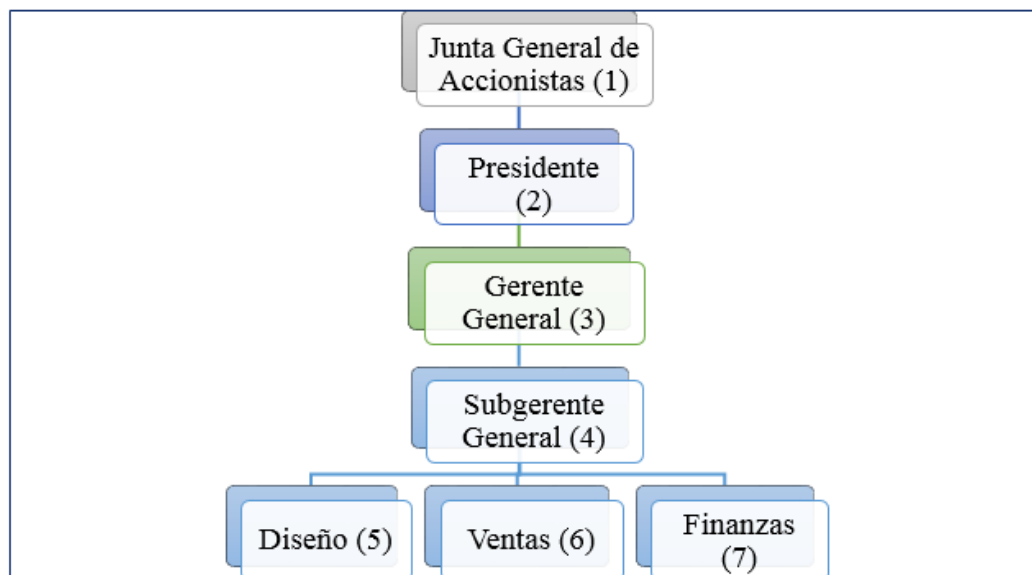 Junta General de
Accionistas (1)
Presidente
(2)
Gerente
General (3)
Subgerente
General (4)
Diseño (5)
Ventas (6)
Finanzas
(7)